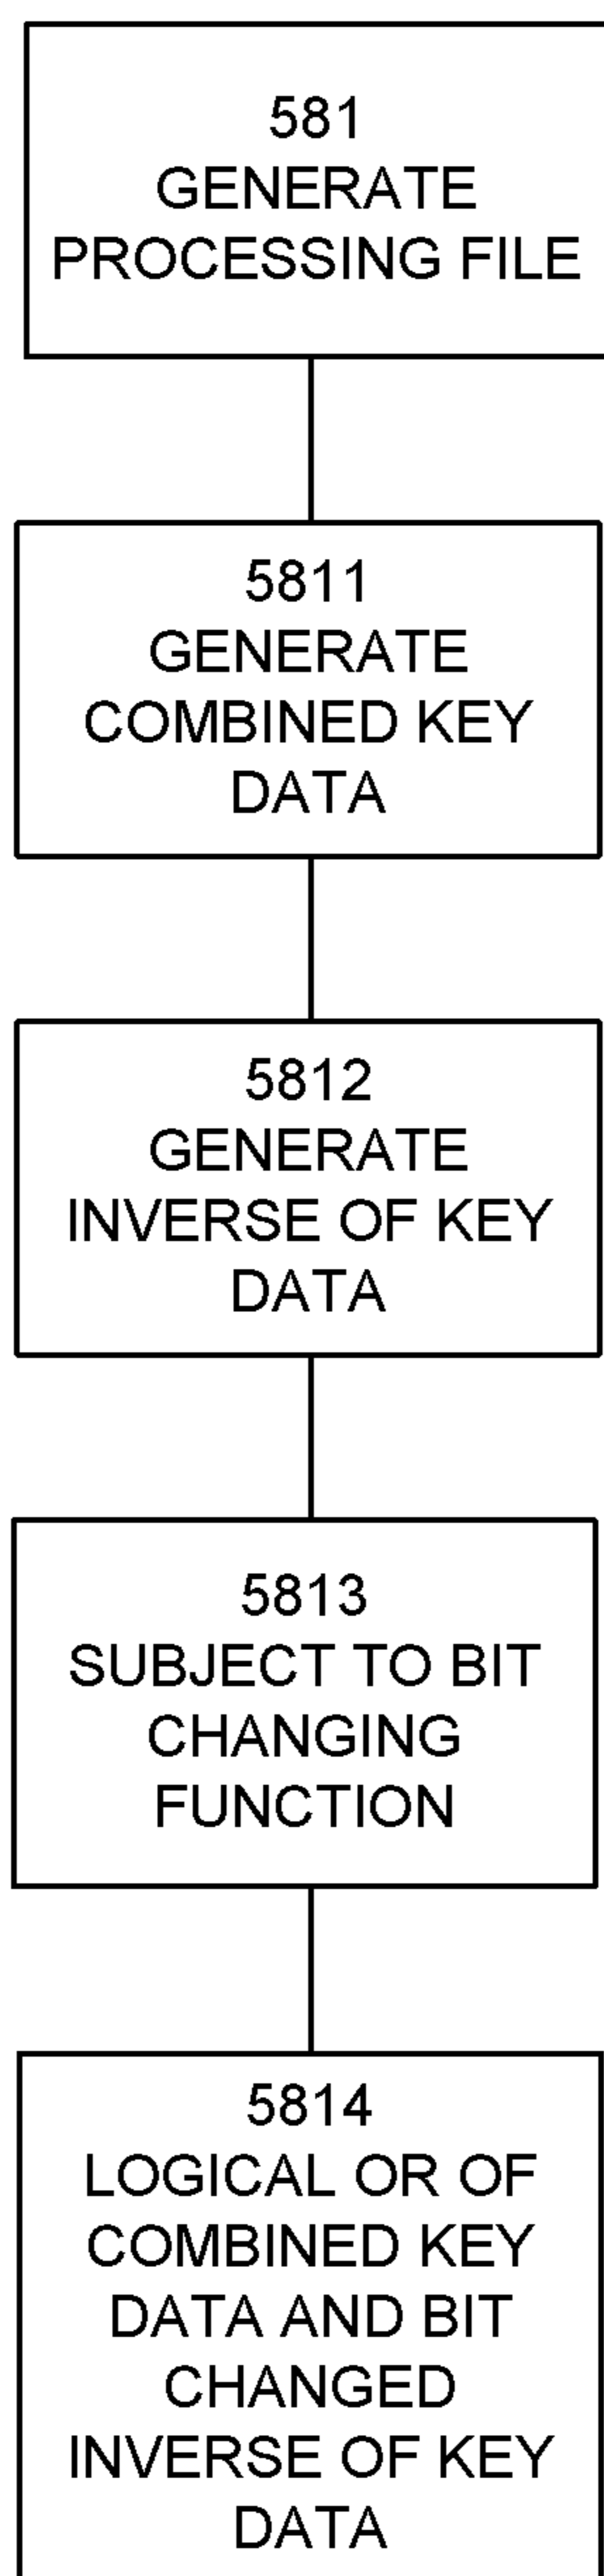 581
GENERATE
PROCESSING FILE
5811
GENERATE
COMBINED KEY
DATA
5812
GENERATE
INVERSE OF KEY
DATA
5813
SUBJECT TO BIT
CHANGING
FUNCTION
5814
LOGICAL OR OF
COMBINED KEY
DATA AND BIT
CHANGED
INVERSE OF KEY
DATA